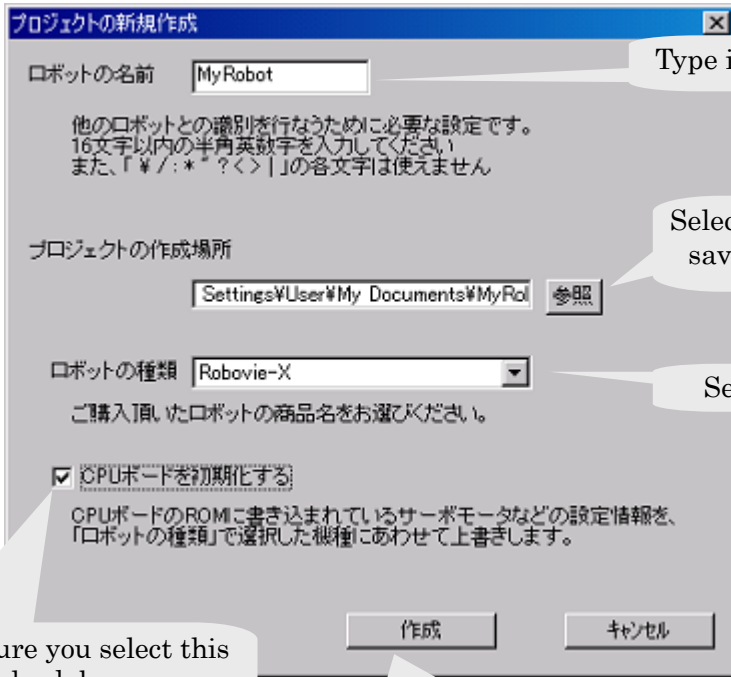 プロジェクトの新規作成
ロボットの名前 MyRobot
Type i
他のロボットとの識別を行なうために必要な設定です。
16文字以内の半角英数字を入力してください
また、「 ¥ / : * " ? < > | 」の各文字は使えません
Selec
sav
プロジェクトの作成場所
Settings¥User¥My Documents¥MyRol 参照
ロボットの種類 Robovie-X
Se
ご購入頂いたロボットの商品名をお選びください。
CPUボードを初期化する
CPUボードのROMに書き込まれているサーボモータなどの設定情報を、
「ロボットの種類」で選択した機種にあわせて上書きします。
作成 キャンセル
ure you select this